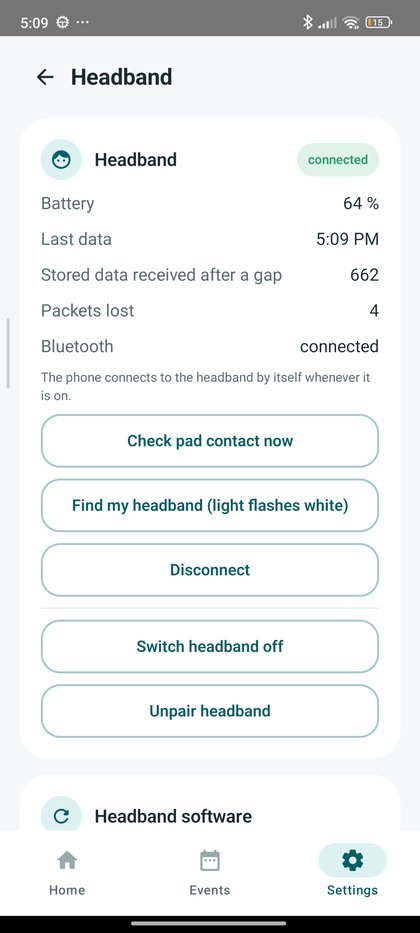 5:09 ...
15
Headband
Headband connected
Battery 64 %
Last data 5:09 PM
Stored data received after a gap 662
Packets lost 4
Bluetooth connected
The phone connects to the headband by itself whenever it
is on.
Check pad contact now
Find my headband (light flashes white)
Disconnect
Switch headband off
Unpair headband
Headband software
Home Events Settings